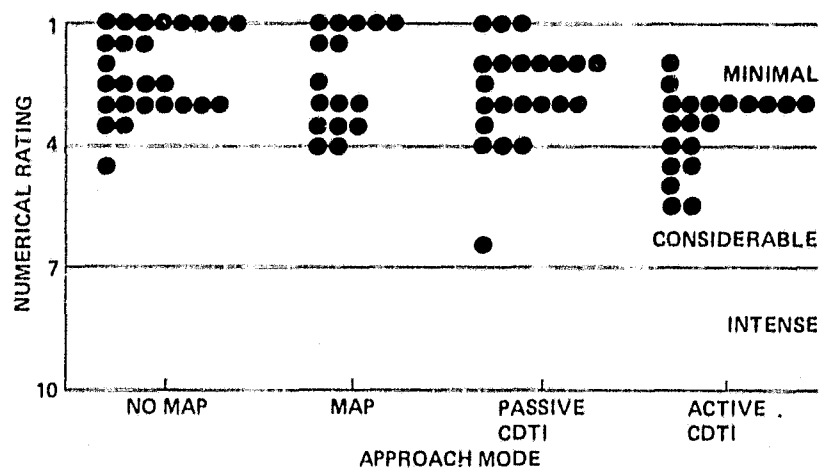 1
MINIMAL
4
CONSIDERABLE
7
INTENSE
10
NUMERICAL RATING
NO MAP
MAP
PASSIVE
CDTI
ACTIVE
CDTI
APPROACH MODE